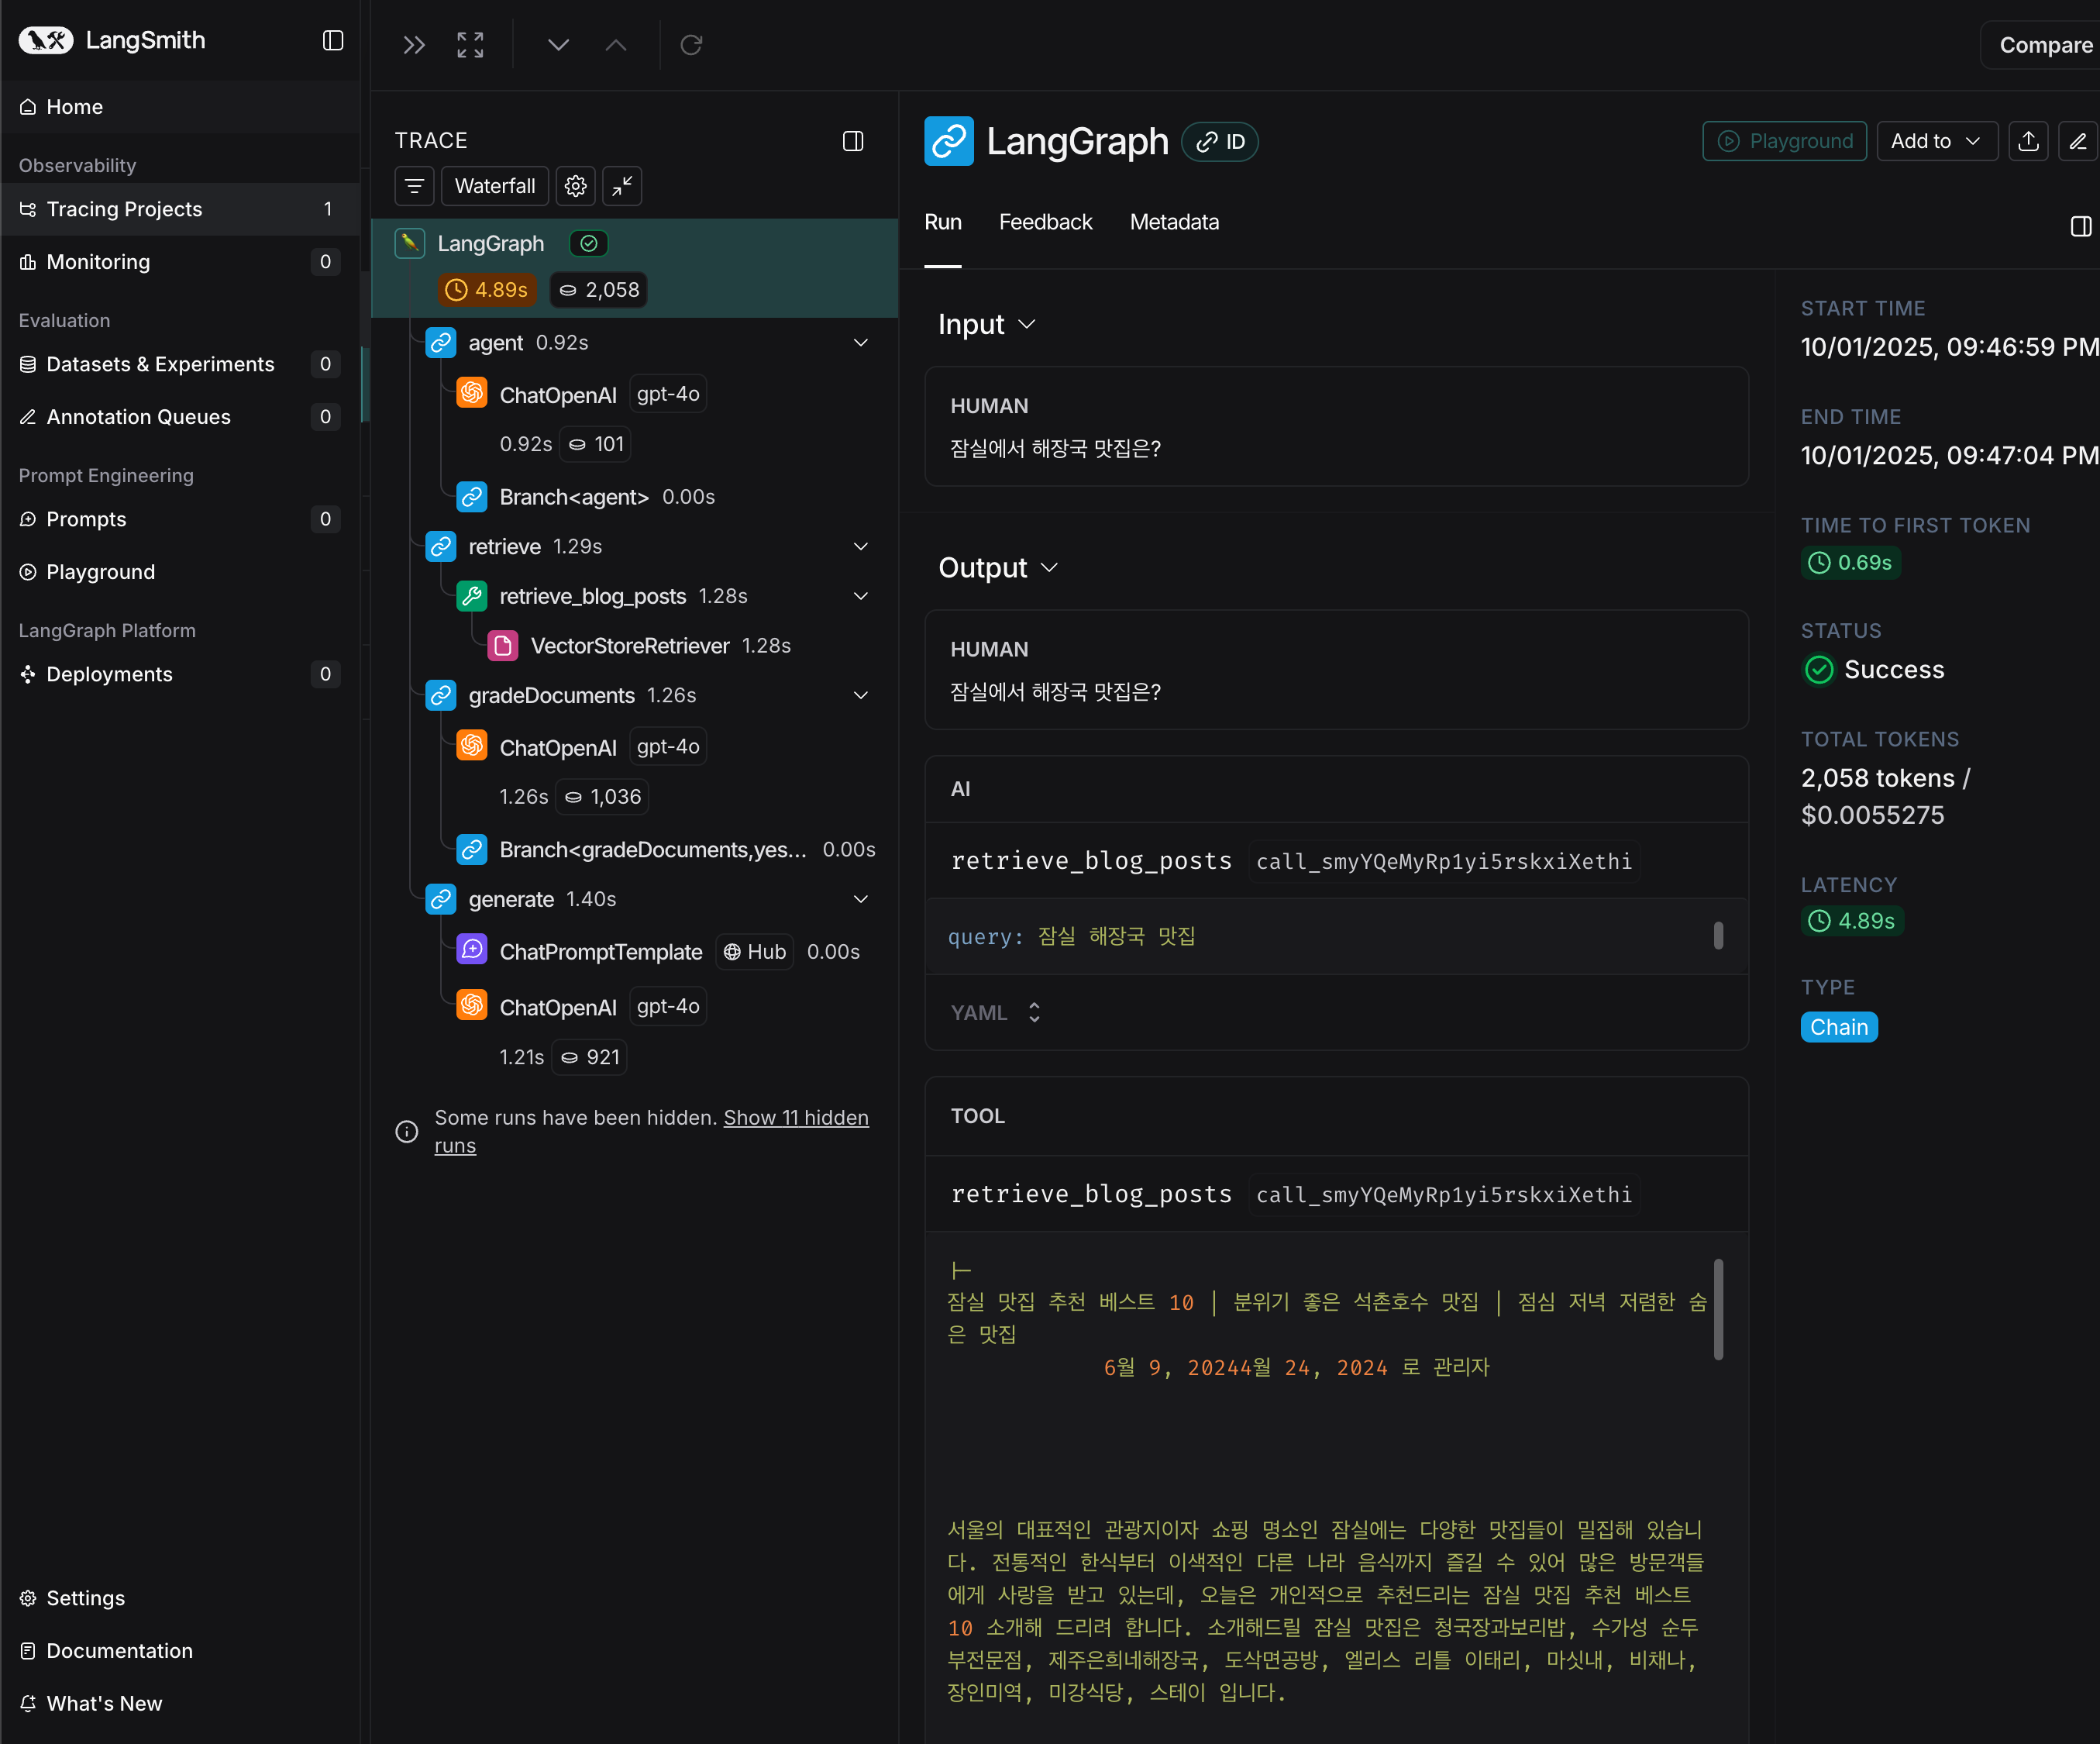 LangSmith
Home
Observability
Tracing Projects 1
Monitoring 0
Evaluation
Datasets & Experiments 0
Annotation Queues 0
Prompt Engineering
Prompts 0
Playground
LangGraph Platform
Deployments 0
Settings
Documentation
What's New
Compare
TRACE
Waterfall
LangGraph
4.89s 2,058
agent 0.92s
ChatOpenAI gpt-4o
0.92s 101
Branch<agent> 0.00s
retrieve 1.29s
retrieve_blog_posts 1.28s
VectorStoreRetriever 1.28s
gradeDocuments 1.26s
ChatOpenAI gpt-4o
1.26s 1,036
Branch<gradeDocuments,yes... 0.00s
generate 1.40s
ChatPromptTemplate Hub 0.00s
ChatOpenAI gpt-4o
1.21s 921
Some runs have been hidden. Show 11 hidden
runs
LangGraph ID
Playground Add to
Run Feedback Metadata
Input
HUMAN
잠실에서 해장국 맛집은?
Output
HUMAN
잠실에서 해장국 맛집은?
AI
retrieve_blog_posts call_smyYQeMyRp1yi5rskxiXethi
query: 잠실 해장국 맛집
YAML
TOOL
retrieve_blog_posts call_smyYQeMyRp1yi5rskxiXethi
|-
잠실 맛집 추천 베스트 10 | 분위기 좋은 석촌호수 맛집 | 점심 저녁 저렴한 숨
은 맛집
6월 9, 20244월 24, 2024 로 관리자
서울의 대표적인 관광지이자 쇼핑 명소인 잠실에는 다양한 맛집들이 밀집해 있습니
다. 전통적인 한식부터 이색적인 다른 나라 음식까지 즐길 수 있어 많은 방문객들
에게 사랑을 받고 있는데, 오늘은 개인적으로 추천드리는 잠실 맛집 추천 베스트
10 소개해 드리려 합니다. 소개해드릴 잠실 맛집은 청국장과보리밥, 수가성 순두
부전문점, 제주은희네해장국, 도삭면공방, 엘리스 리틀 이태리, 마싯내, 비채나,
장인미역, 미강식당, 스테이 입니다.
START TIME
10/01/2025, 09:46:59 PM
END TIME
10/01/2025, 09:47:04 PM
TIME TO FIRST TOKEN
0.69s
STATUS
Success
TOTAL TOKENS
2,058 tokens /
$0.0055275
LATENCY
4.89s
TYPE
Chain